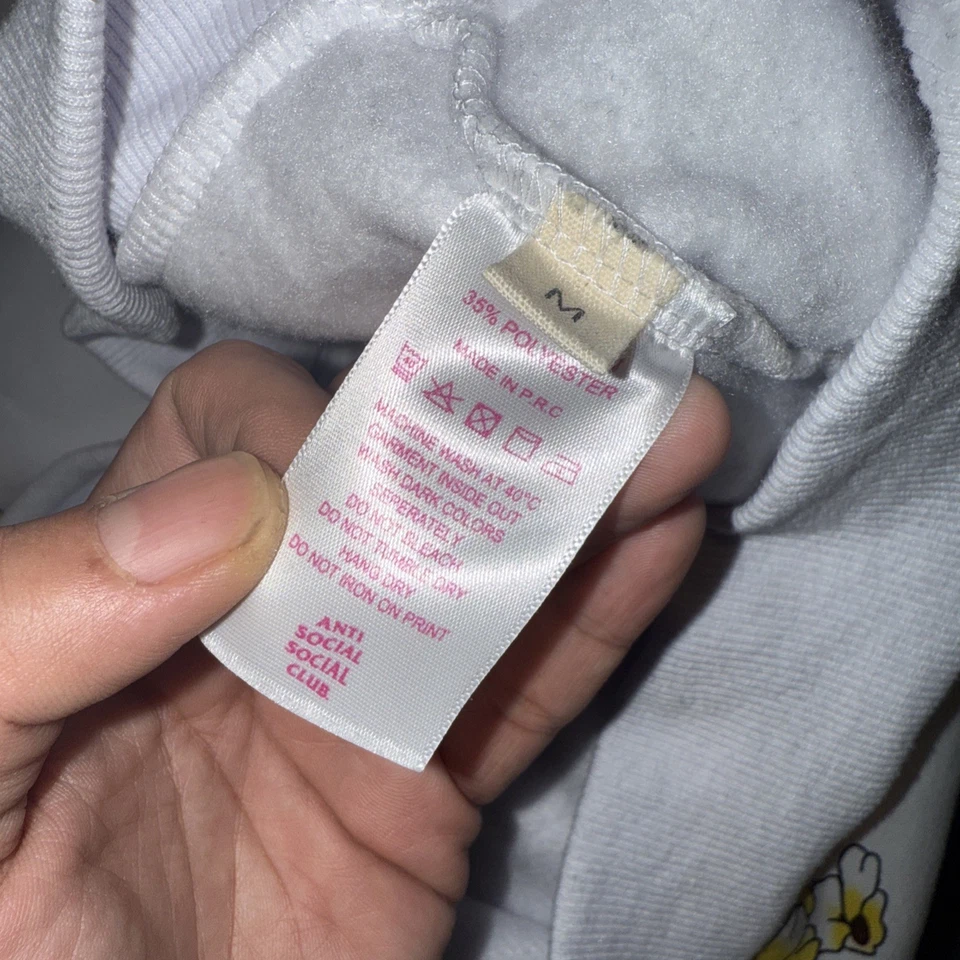 M
35% POLYESTER
MADE IN P.R.C
40
MACHINE WASH AT 40°C
GARMENT INSIDE OUT
WASH DARK COLORS
SEPERATELY
DO NOT BLEACH
DO NOT TUMBLE DRY
HANG DRY
DO NOT IRON ON PRINT
ANTI
SOCIAL
SOCIAL
CLUB.